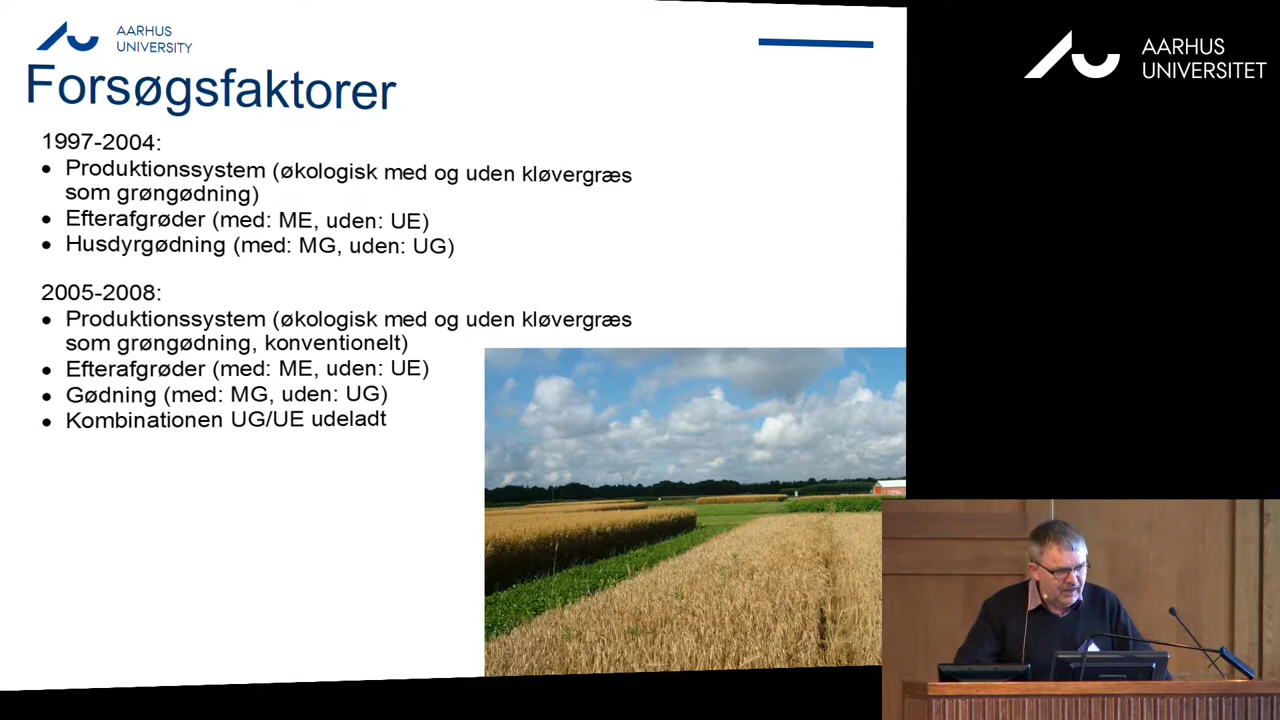 AARHUS
UNIVERSITY
Forsøgsfaktorer
1997-2004:
• Produktionssystem (økologisk med og uden kløvergræs
som grøngødning)
• Efterafgrøder (med: ME, uden: UE)
• Husdyrgødning (med: MG, uden: UG)
2005-2008:
• Produktionssystem (økologisk med og uden kløvergræs
som grøngødning, konventionelt)
• Efterafgrøder (med: ME, uden: UE)
• Gødning (med: MG, uden: UG)
• Kombinationen UG/UE udeladt
AARHUS
UNIVERSITET